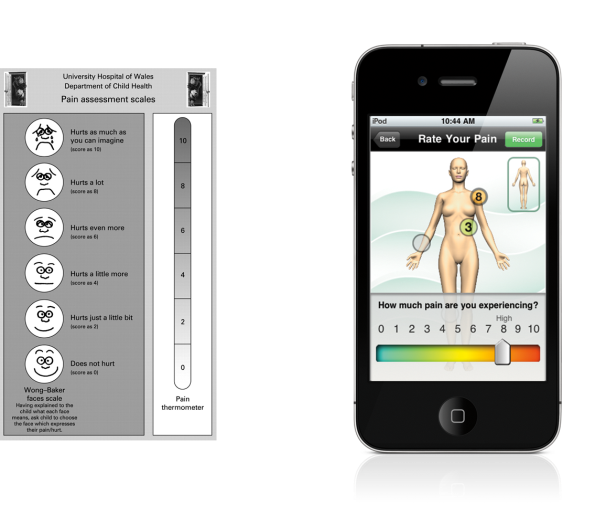 University Hospital of Wales
Department of Child Health
Pain assessment scales
Hurts as much as
you can imagine
(score as 10)
Hurts a lot
(score as 8)
Hurts even more
(score as 6)
Hurts a little more
(score as 4)
Hurts just a little bit
(score as 2)
Does not hurt
(score as 0)
Wong–Baker
faces scale
Having explained to the
child what each face
means, ask child to choose
the face which expresses
their pain/hurt.
10
8
6
4
2
0
Pain
thermometer
iPod 10:44 AM
Back Rate Your Pain Record
8
3
How much pain are you experiencing?
High
0 1 2 3 4 5 6 7 8 9 10